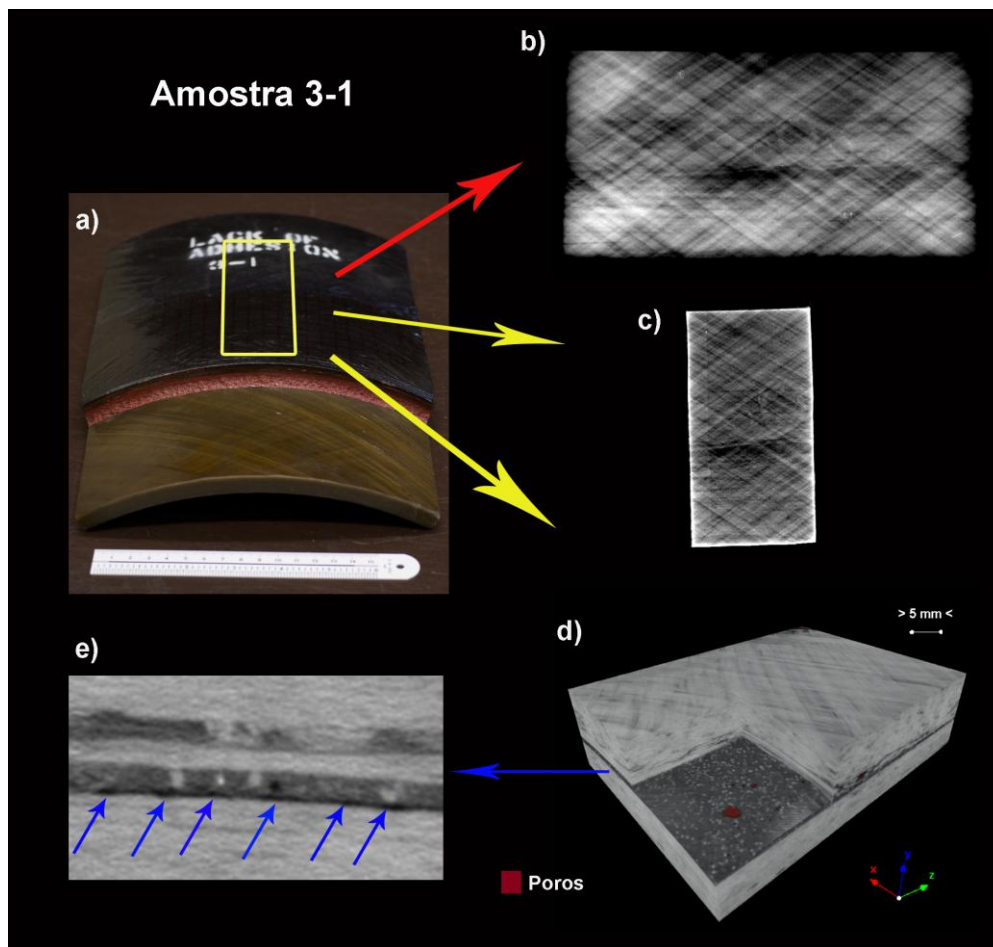 Amostra 3-1
a)
LACK OF
ADHESION
3-1
b)
c)
d)
> 5 mm <
x
y
z
e)
Poros